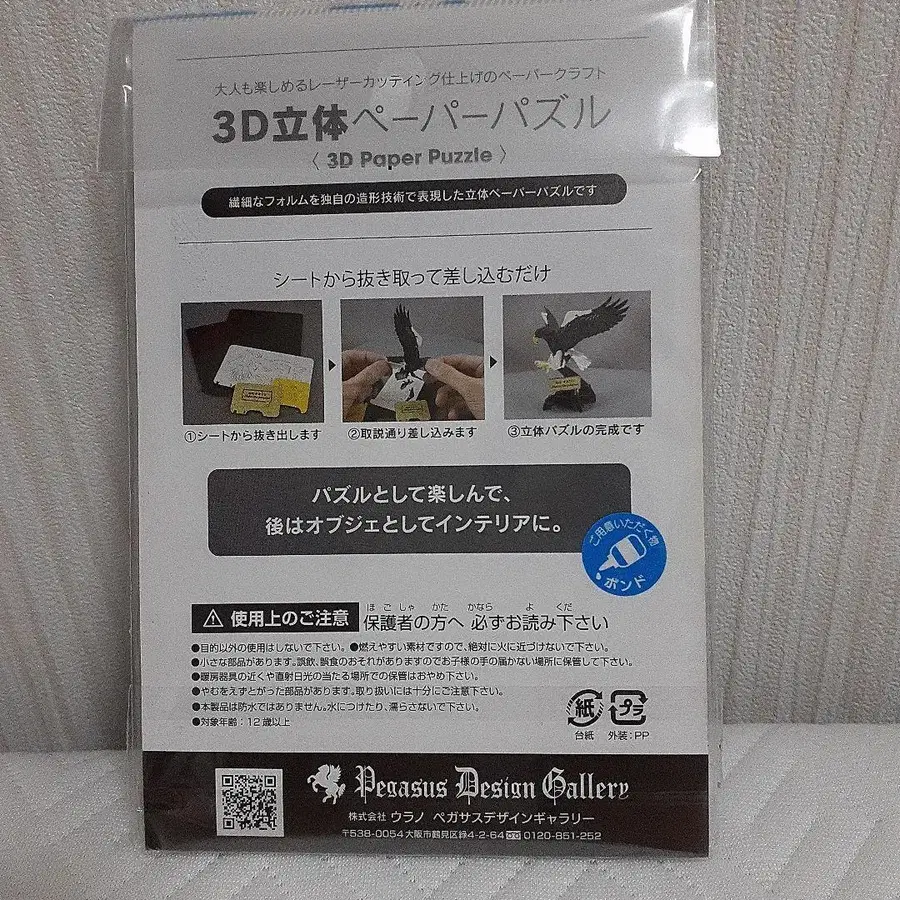 大人も楽しめるレーザーカッティング仕上げのペーパークラフト
3D立体ペーパーパズル
〈 3D Paper Puzzle 〉
繊細なフォルムを独自の造形技術で表現した立体ペーパーパズルです
シートから抜き取って差し込むだけ
①シートから抜き出します
②取説通り差し込みます
③立体パズルの完成です
パズルとして楽しんで、
後はオブジェとしてインテリアに。
ご用意いただく物
ボンド
使用上のご注意
ほごしゃ かた かなら よ くだ
保護者の方へ 必ずお読み下さい
●目的以外の使用はしないで下さい。 ●燃えやすい素材ですので、絶対に火に近づけないで下さい。
●小さな部品があります。誤飲、誤食のおそれがありますのでお子様の手の届かない場所に保管して下さい。
●暖房器具の近くや直射日光の当たる場所での保管はおやめ下さい。
●やむをえずとがった部品があります。取り扱いには十分にご注意下さい。
●本製品は防水ではありません。水につけたり、濡らさないで下さい。
●対象年齢：12歳以上
紙
プラ
台紙
外装：PP
Pegasus Design Gallery
株式会社 ウラノ ペガサスデザインギャラリー
〒538-0054 大阪市鶴見区緑4-2-64 0120-851-252